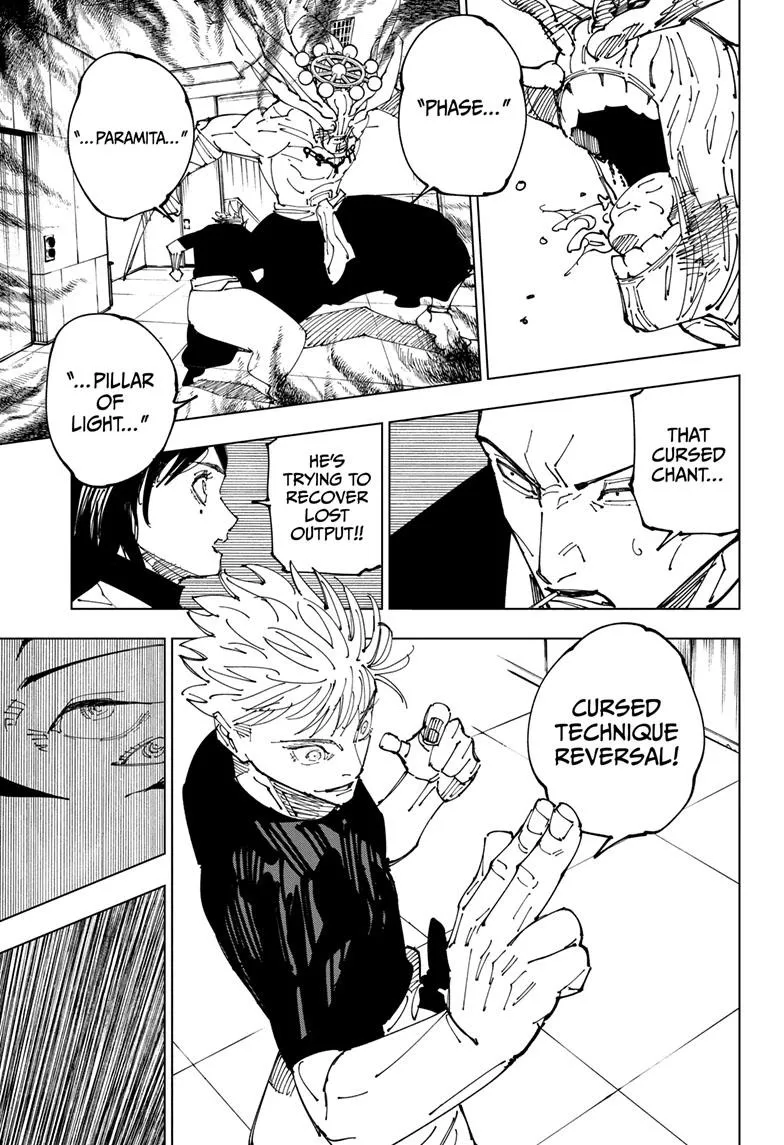 "PHASE..."
"...PARAMITA..."
"...PILLAR
OF
LIGHT..."
THAT
CURSED
CHANT...
HE'S
TRYING TO
RECOVER
LOST
OUTPUT!!
CURSED
TECHNIQUE
REVERSAL!